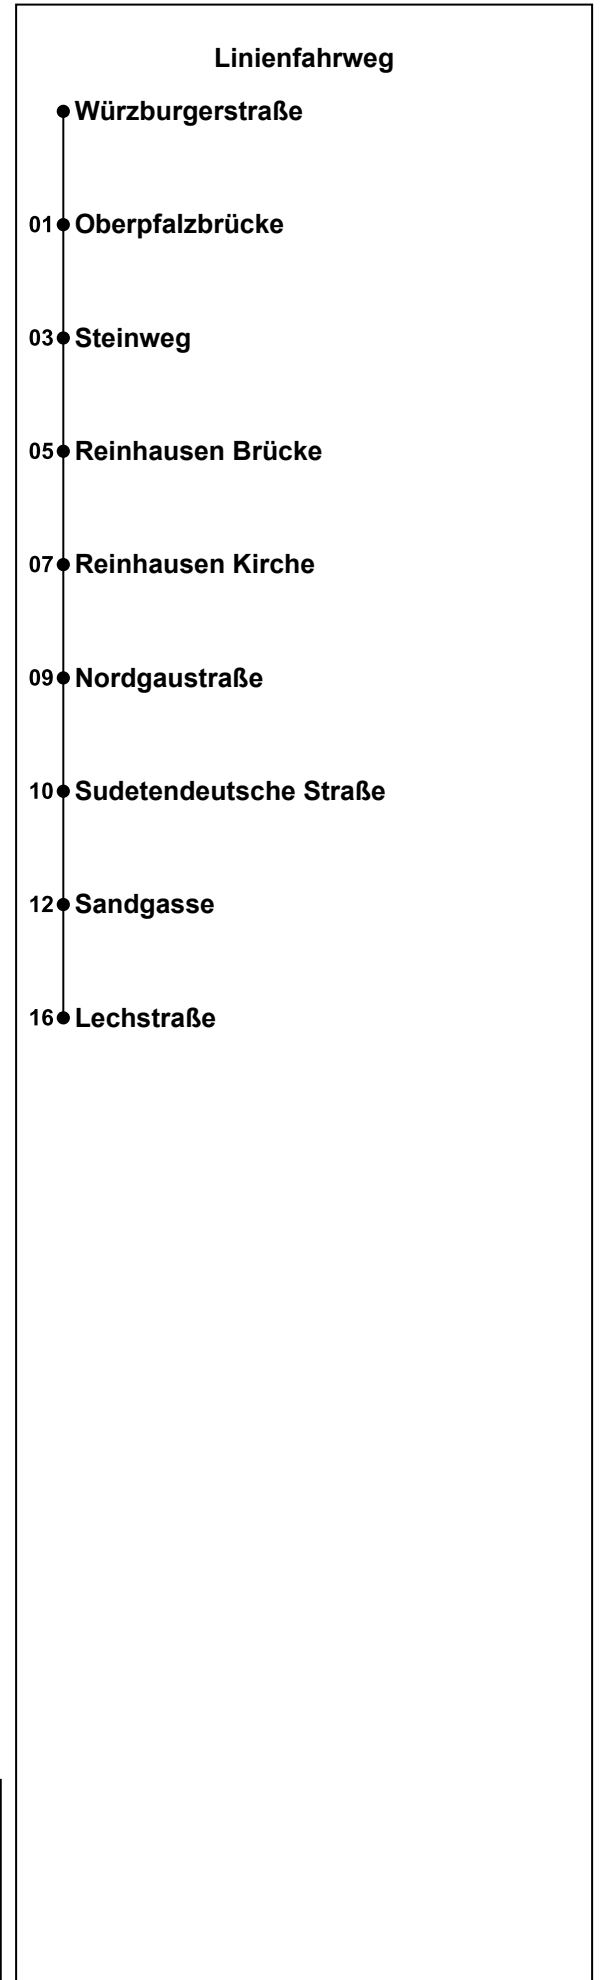 Linienfahrweg
Würzburgerstraße
01 Oberpfalzbrücke
03 Steinweg
05 Reinhausen Brücke
07 Reinhausen Kirche
09 Nordgaustraße
10 Sudetendeutsche Straße
12 Sandgasse
16 Lechstraße